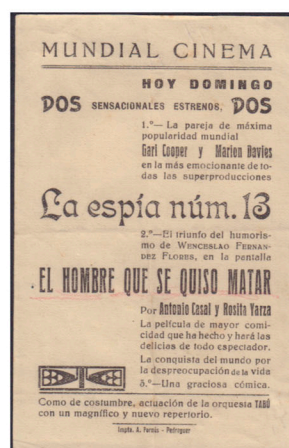 MUNDIAL CINEMA
HOY DOMINGO
DOS SENSACIONALES ESTRENOS, DOS
1.º— La pareja de máxima
popularidad mundial
Gari Cooper y Marion Davies
en la más emocionante de to-
das las superproducciones
La espía núm. 13
2.º—El triunfo del humoris-
mo de WENCESLAO FERNAN-
DEZ FLORES, en la pantalla
EL HOMBRE QUE SE QUISO MATAR
Por Antonio Casal y Rosita Yarza
La película de mayor comi-
cidad que ha hecho y hará las
delicias de todo espectador.
La conquista del mundo por
la despreocupación de la vida
3.º—Una graciosa cómica.
Como de costumbre, actuación de la orquesta TABÚ
con un magnífico y nuevo repertorio.
Impta. A. Fornés - Pedreguer